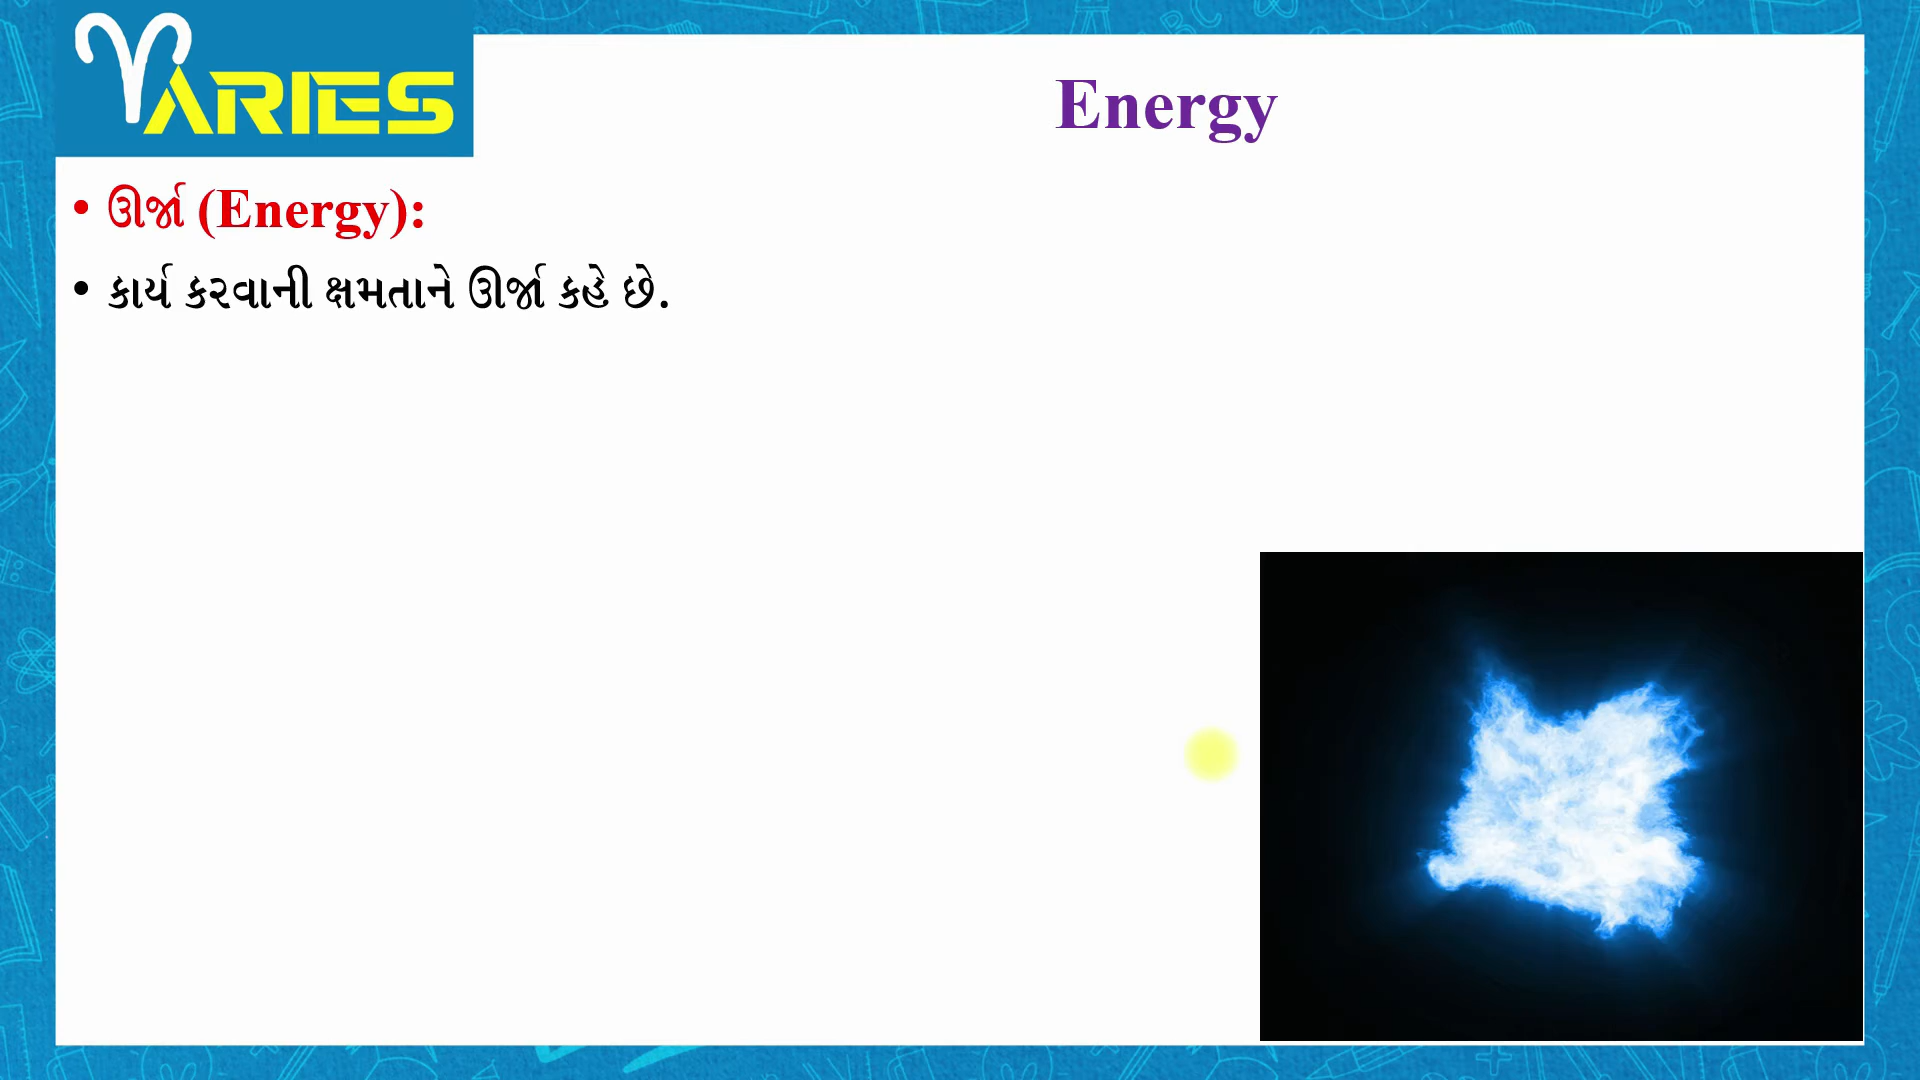 ARIES
Energy
• ઊર્જા (Energy):
• કાર્ય કરવાની ક્ષમતાને ઊર્જા કહે છે.